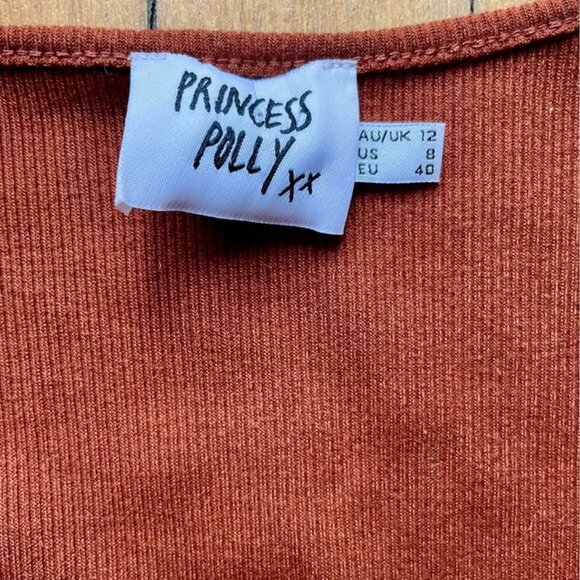 PRINCESS
POLLY
xx
AU/UK 12
US 8
EU 40